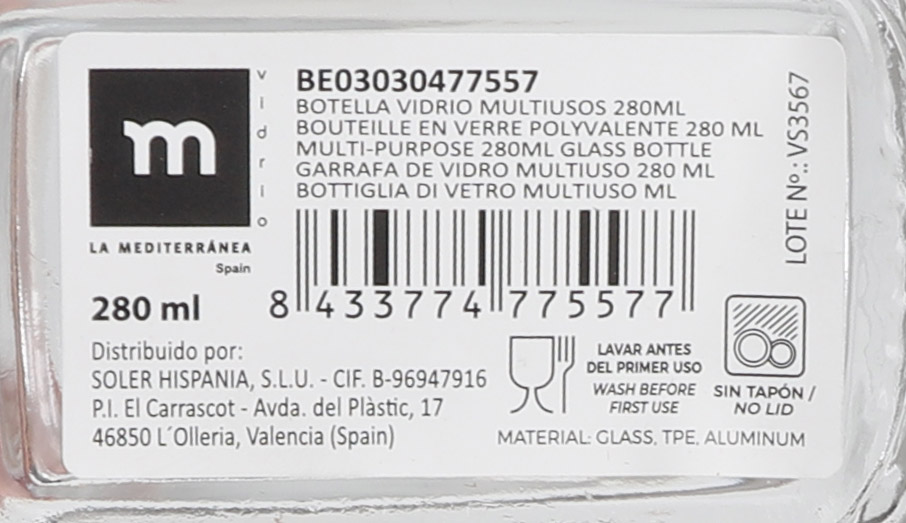 m
vidrio
LA MEDITERRÁNEA
Spain
280 ml
BE03030477557
BOTELLA VIDRIO MULTIUSOS 280ML
BOUTEILLE EN VERRE POLYVALENTE 280 ML
MULTI-PURPOSE 280ML GLASS BOTTLE
GARRAFA DE VIDRO MULTIUSO 280 ML
BOTTIGLIA DI VETRO MULTIUSO ML
8 433774 775577
LOTE Nº.: VS3567
Distribuido por:
SOLER HISPANIA, S.L.U. - CIF. B-96947916
P.I. El Carrascot - Avda. del Plàstic, 17
46850 L´Olleria, Valencia (Spain)
LAVAR ANTES
DEL PRIMER USO
WASH BEFORE
FIRST USE
SIN TAPÓN /
NO LID
MATERIAL: GLASS, TPE, ALUMINUM